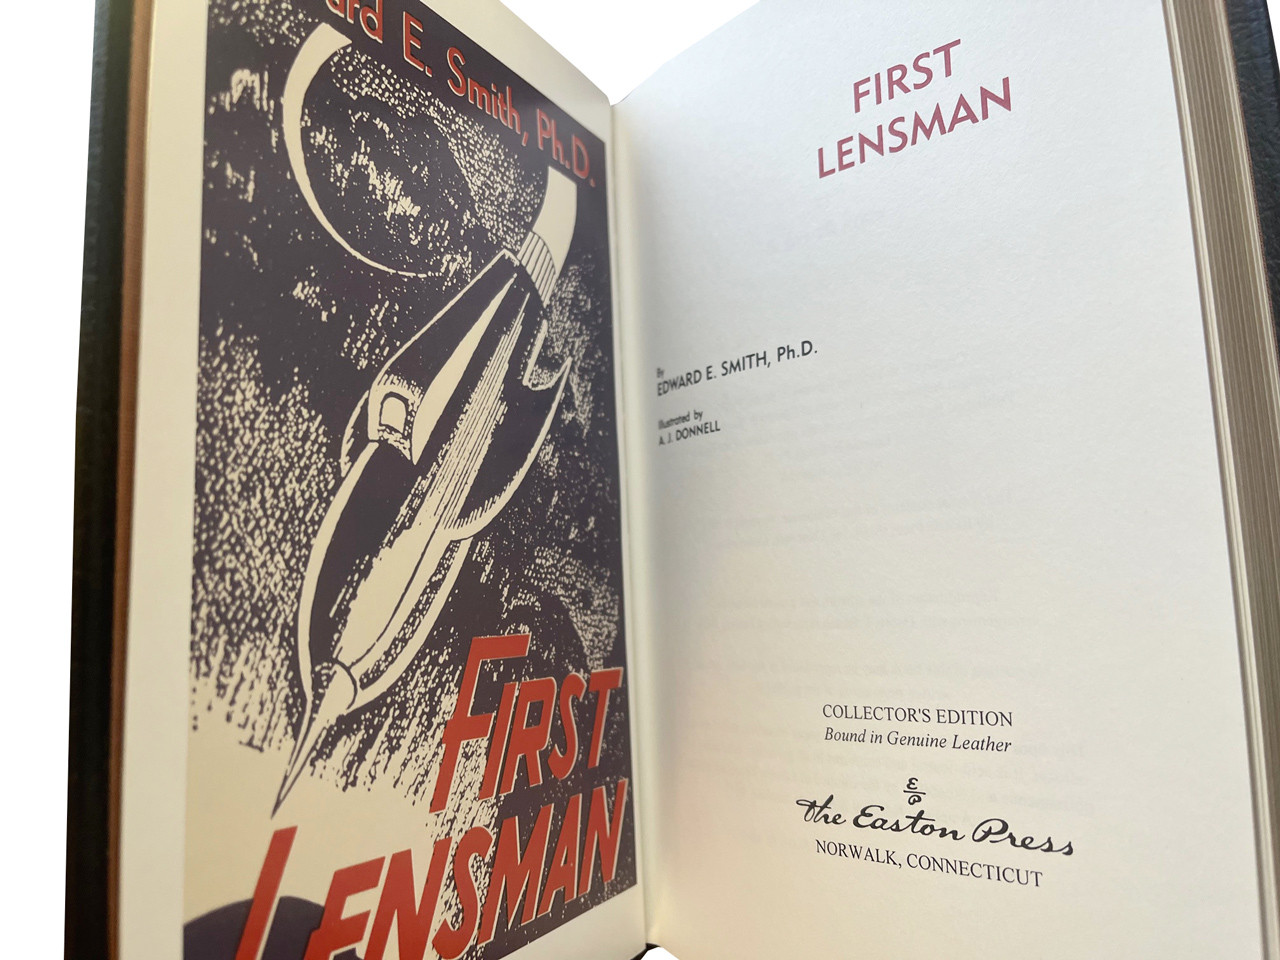 ard E. Smith, Ph.D.
FIRST
LENSMAN
FIRST
LENSMAN
By
EDWARD E. SMITH, Ph.D.
Illustrated by
A. J. DONNELL
COLLECTOR'S EDITION
Bound in Genuine Leather
EP
The Easton Press
NORWALK, CONNECTICUT